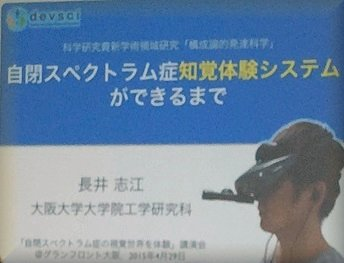 devsci
科学研究費新学術領域研究「構成論的発達科学」
自閉スペクトラム症知覚体験システム
ができるまで
長井 志江
大阪大学大学院工学研究科
「自閉スペクトラム症の視覚世界を体験」講演会
@グランフロント大阪、2015年4月29日